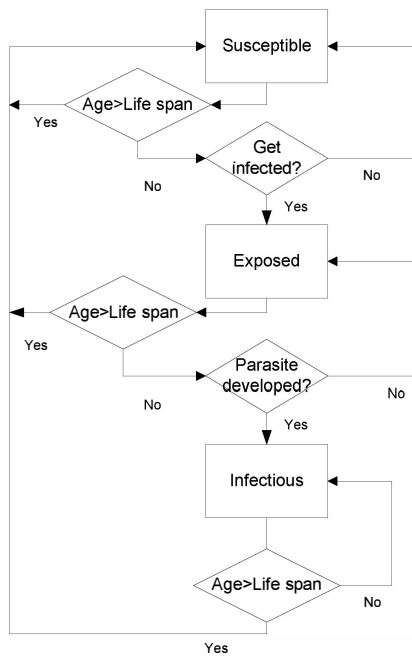 Susceptible
Age>Life span
Yes
Get
infected?
No
No
Yes
Exposed
Age>Life span
Yes
Parasite
developed?
No
No
Yes
Infectious
Age>Life span
No
Yes